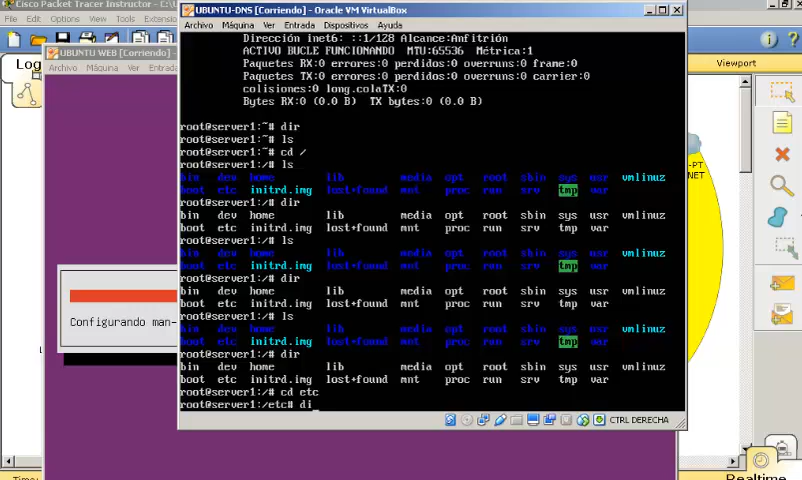 Cisco Packet Tracer Instructor
File Edit Options View Tools Extensions
UBUNTU WEB [Corriendo] -
Archivo Máquina Ver Entrada
UBUNTU-DNS [Corriendo] - Oracle VM VirtualBox
Archivo Máquina Ver Entrada Dispositivos Ayuda
Viewport
Configurando man-
Dirección inet6: ::1/128 Alcance:Anfitrión
ACTIVO BUCLE FUNCIONANDO MTU:65536 Métrica:1
Paquetes RX:0 errores:0 perdidos:0 overruns:0 frame:0
Paquetes TX:0 errores:0 perdidos:0 overruns:0 carrier:0
colisiones:0 long.colaTX:0
Bytes RX:0 (0.0 B) TX bytes:0 (0.0 B)
root@server1:~# dir
root@server1:~# ls
root@server1:~# cd /
root@server1:/# ls
bin dev home lib media opt root sbin sys usr vmlinuz
boot etc initrd.img lost+found mnt proc run srv tmp var
root@server1:/# dir
bin dev home lib media opt root sbin sys usr vmlinuz
boot etc initrd.img lost+found mnt proc run srv tmp var
root@server1:/# ls
bin dev home lib media opt root sbin sys usr vmlinuz
boot etc initrd.img lost+found mnt proc run srv tmp var
root@server1:/# dir
bin dev home lib media opt root sbin sys usr vmlinuz
boot etc initrd.img lost+found mnt proc run srv tmp var
root@server1:/# ls
bin dev home lib media opt root sbin sys usr vmlinuz
boot etc initrd.img lost+found mnt proc run srv tmp var
root@server1:/# dir
bin dev home lib media opt root sbin sys usr vmlinuz
boot etc initrd.img lost+found mnt proc run srv tmp var
root@server1:/# cd etc
root@server1:/etc# di_
CTRL DERECHA
-PT
NET
Realtime